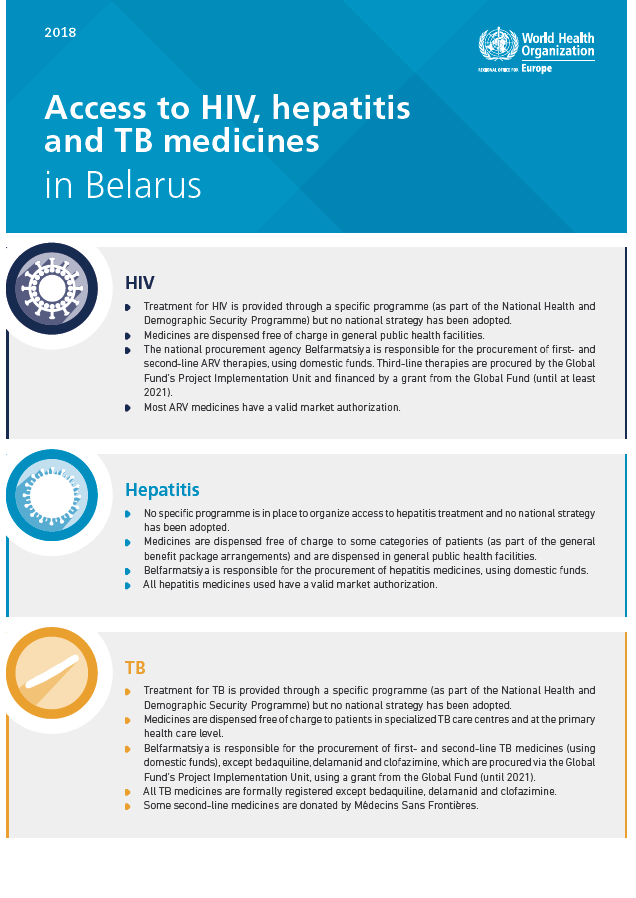 2018
World Health
Organization
REGIONAL OFFICE FOR Europe
Access to HIV, hepatitis
and TB medicines
in Belarus
HIV
Treatment for HIV is provided through a specific programme (as part of the National Health and
Demographic Security Programme) but no national strategy has been adopted.
Medicines are dispensed free of charge in general public health facilities.
The national procurement agency Belfarmatsiya is responsible for the procurement of first- and
second-line ARV therapies, using domestic funds. Third-line therapies are procured by the Global
Fund's Project Implementation Unit and financed by a grant from the Global Fund (until at least
2021).
Most ARV medicines have a valid market authorization.
Hepatitis
No specific programme is in place to organize access to hepatitis treatment and no national strategy
has been adopted.
Medicines are dispensed free of charge to some categories of patients (as part of the general
benefit package arrangements) and are dispensed in general public health facilities.
Belfarmatsiya is responsible for the procurement of hepatitis medicines, using domestic funds.
All hepatitis medicines used have a valid market authorization.
TB
Treatment for TB is provided through a specific programme (as part of the National Health and
Demographic Security Programme) but no national strategy has been adopted.
Medicines are dispensed free of charge to patients in specialized TB care centres and at the primary
health care level.
Belfarmatsiya is responsible for the procurement of first- and second-line TB medicines (using
domestic funds), except bedaquiline, delamanid and clofazimine, which are procured via the Global
Fund's Project Implementation Unit, using a grant from the Global Fund (until 2021).
All TB medicines are formally registered except bedaquiline, delamanid and clofazimine.
Some second-line medicines are donated by Médecins Sans Frontières.